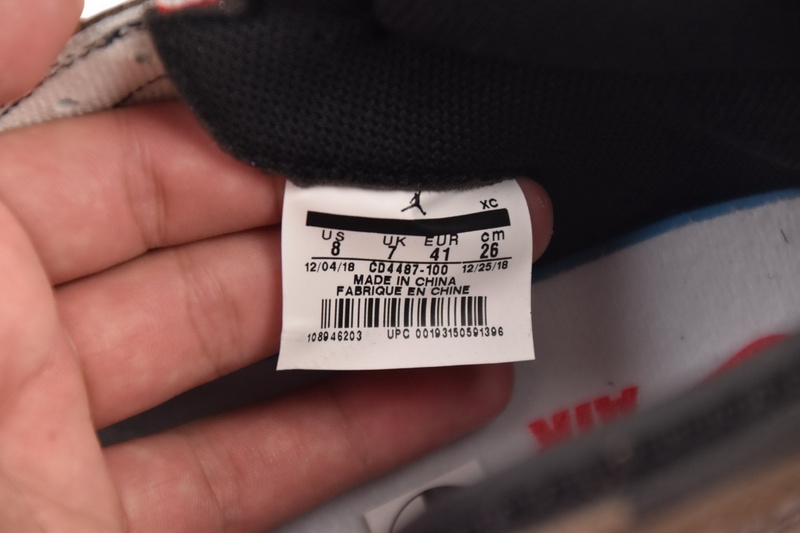 XC
US UK EUR cm
8 7 41 26
12/04/18 CD4487-100 12/25/18
MADE IN CHINA
FABRIQUE EN CHINE
108946203 UPC 00193150591396
AIR